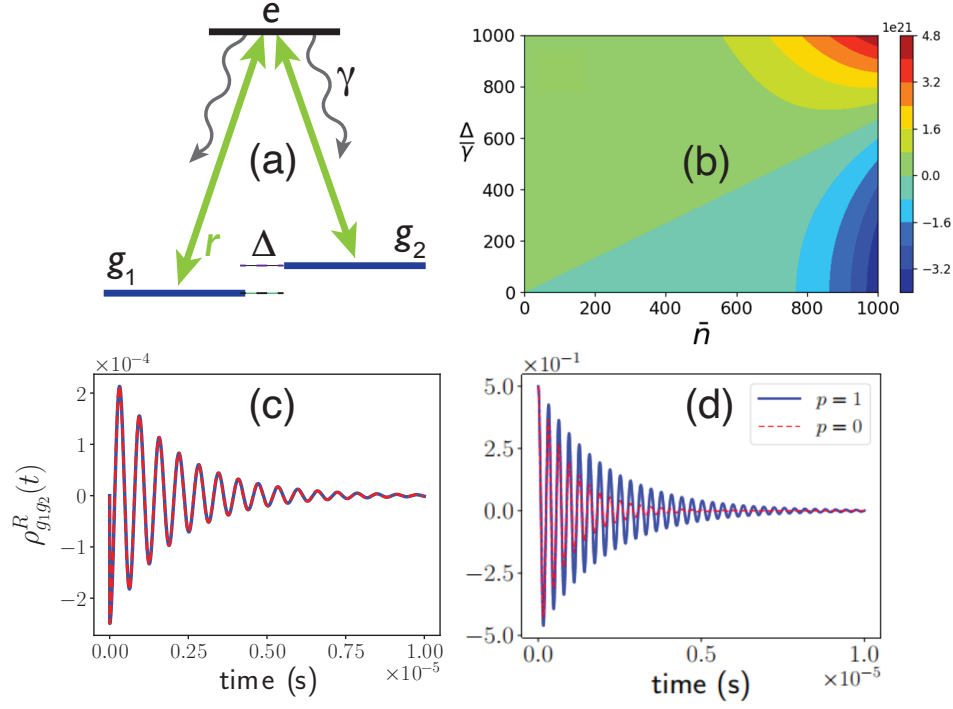 e
γ
(a)
r
Δ
g₁
g₂
1e21
1000
800
600
400
200
0
Δ/γ
(b)
0 200 400 600 800 1000
n̄
4.8
3.2
1.6
0.0
−1.6
−3.2
×10⁻⁴
(c)
2
1
0
−1
−2
ρᴿg₁g₂(t)
0.0 0.25 0.50 0.75 1.0
×10⁻⁵
time (s)
×10⁻¹
(d)
p = 1
p = 0
5.0
2.5
0.0
−2.5
−5.0
0.0 0.5 1.0
×10⁻⁵
time (s)